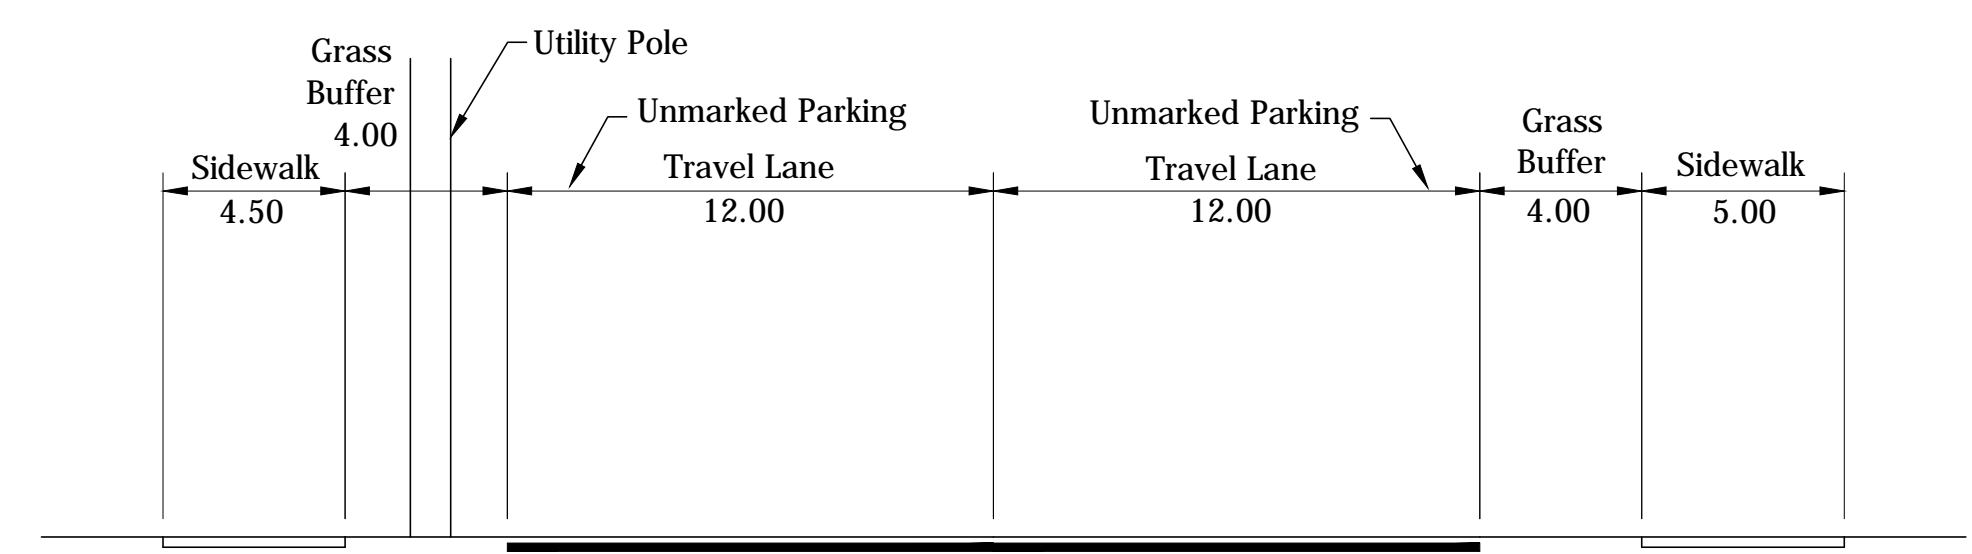 Grass
Buffer
4.00
Utility Pole
Unmarked Parking
Unmarked Parking
Sidewalk
4.50
Travel Lane
12.00
Travel Lane
12.00
Grass
Buffer
4.00
Sidewalk
5.00